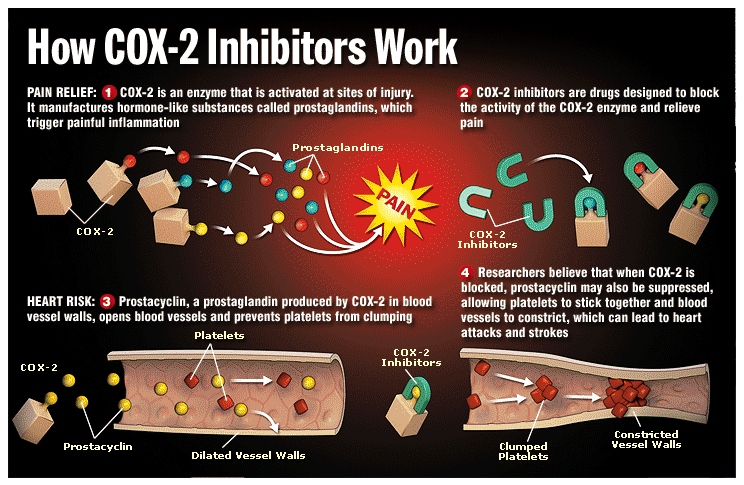 How COX-2 Inhibitors Work
PAIN RELIEF: 1 COX-2 is an enzyme that is activated at sites of injury.
It manufactures hormone-like substances called prostaglandins, which
trigger painful inflammation
Prostaglandins
PAIN
COX-2
2 COX-2 inhibitors are drugs designed to block
the activity of the COX-2 enzyme and relieve
pain
COX-2
Inhibitors
HEART RISK: 3 Prostacyclin, a prostaglandin produced by COX-2 in blood
vessel walls, opens blood vessels and prevents platelets from clumping
Platelets
COX-2
Prostacyclin
Dilated Vessel Walls
COX-2
Inhibitors
4 Researchers believe that when COX-2 is
blocked, prostacyclin may also be suppressed,
allowing platelets to stick together and blood
vessels to constrict, which can lead to heart
attacks and strokes
Clumped
Platelets
Constricted
Vessel Walls